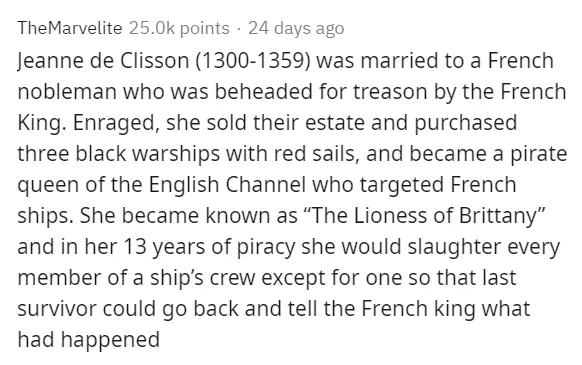 TheMarvelite 25.0k points · 24 days ago
Jeanne de Clisson (1300-1359) was married to a French
nobleman who was beheaded for treason by the French
King. Enraged, she sold their estate and purchased
three black warships with red sails, and became a pirate
queen of the English Channel who targeted French
ships. She became known as “The Lioness of Brittany”
and in her 13 years of piracy she would slaughter every
member of a ship’s crew except for one so that last
survivor could go back and tell the French king what
had happened